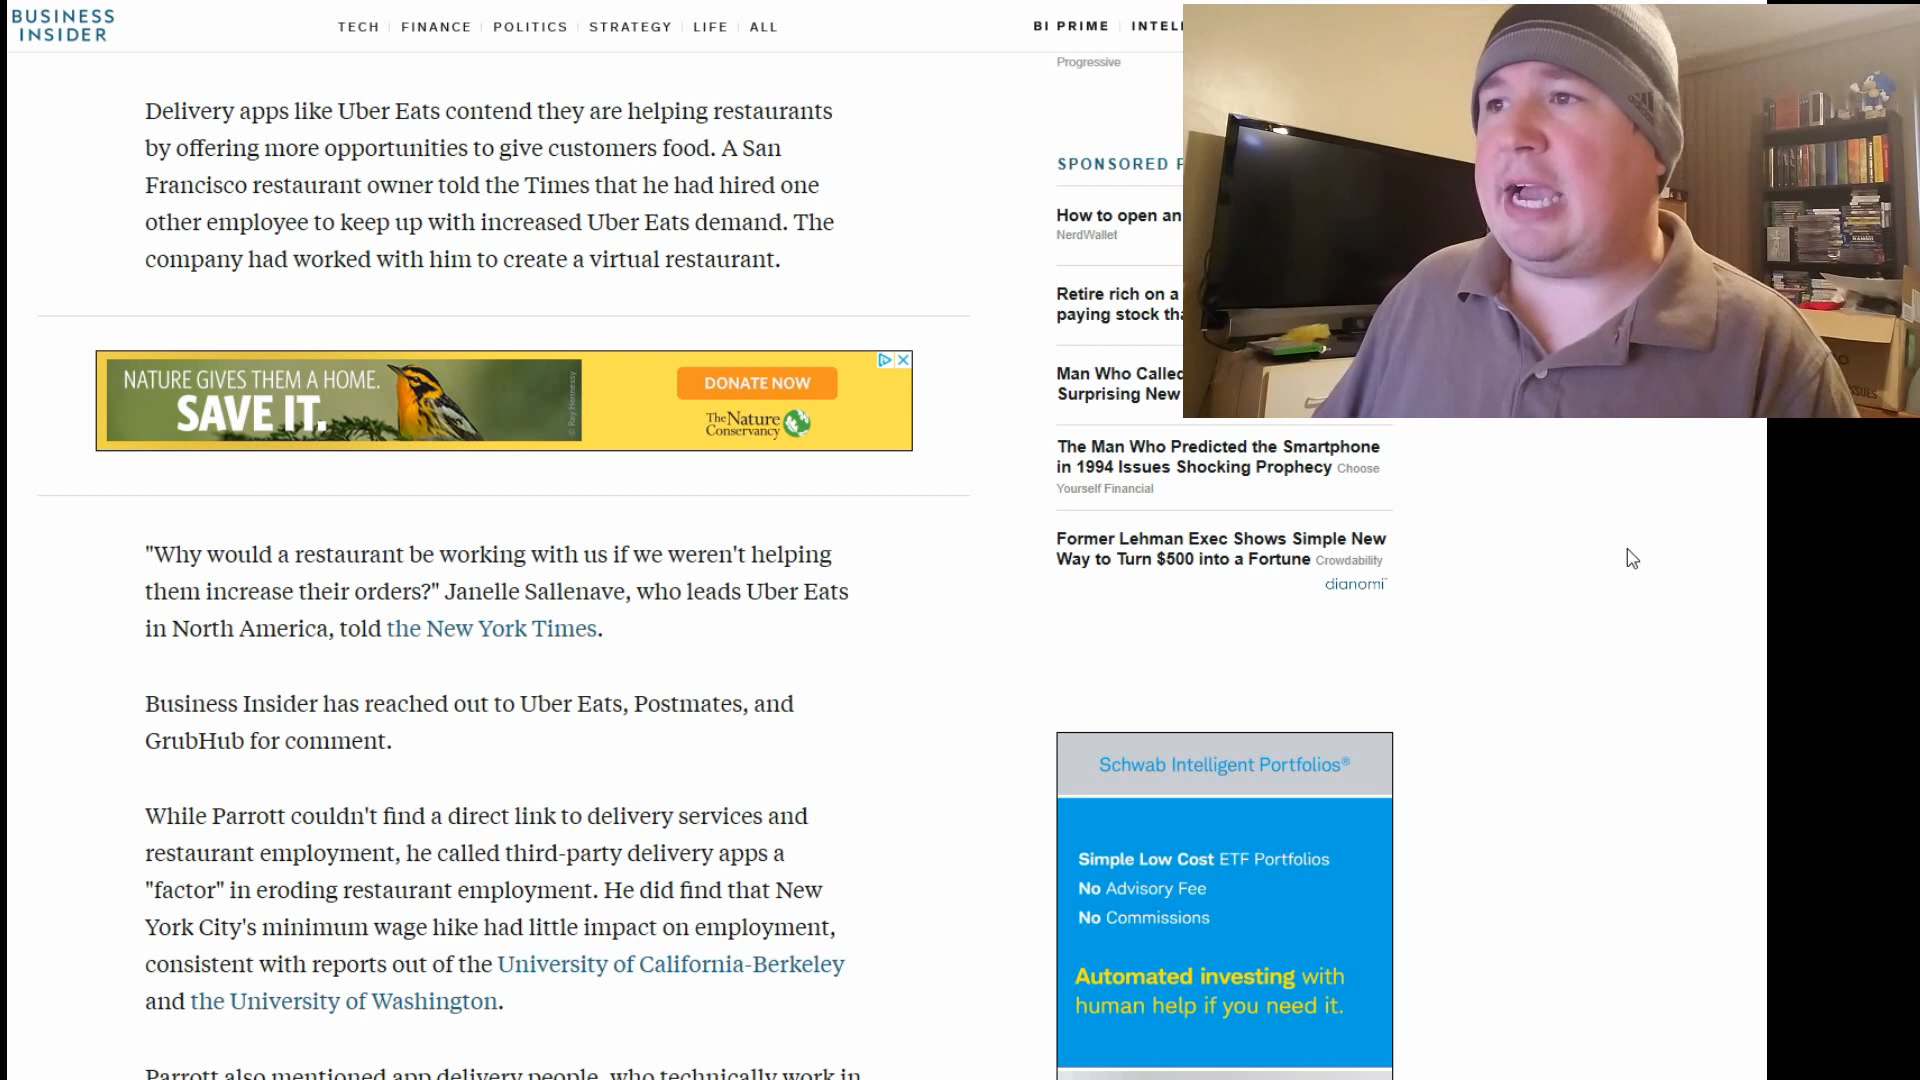 BUSINESS
INSIDER
TECH
FINANCE
POLITICS
STRATEGY
LIFE
ALL
BI PRIME
Delivery apps like Uber Eats contend they are helping restaurants
by offering more opportunities to give customers food. A San
Francisco restaurant owner told the Times that he had hired one
other employee to keep up with increased Uber Eats demand. The
company had worked with him to create a virtual restaurant.
NATURE GIVES THEM A HOME.
SAVE IT.
© Ray Hennessy
DONATE NOW
The Nature
Conservancy
"Why would a restaurant be working with us if we weren't helping
them increase their orders?" Janelle Sallenave, who leads Uber Eats
in North America, told the New York Times.
Business Insider has reached out to Uber Eats, Postmates, and
GrubHub for comment.
While Parrott couldn't find a direct link to delivery services and
restaurant employment, he called third-party delivery apps a
"factor" in eroding restaurant employment. He did find that New
York City's minimum wage hike had little impact on employment,
consistent with reports out of the University of California-Berkeley
and the University of Washington.
Parrott also mentioned app delivery people, who technically work in
Progressive
SPONSORED
How to open an
NerdWallet
Retire rich on a
paying stock
Man Who Called
Surprising New
The Man Who Predicted the Smartphone
in 1994 Issues Shocking Prophecy Choose
Yourself Financial
Former Lehman Exec Shows Simple New
Way to Turn $500 into a Fortune Crowdability
dianomi
Schwab Intelligent Portfolios®
Simple Low Cost ETF Portfolios
No Advisory Fee
No Commissions
Automated investing with
human help if you need it.
adidas